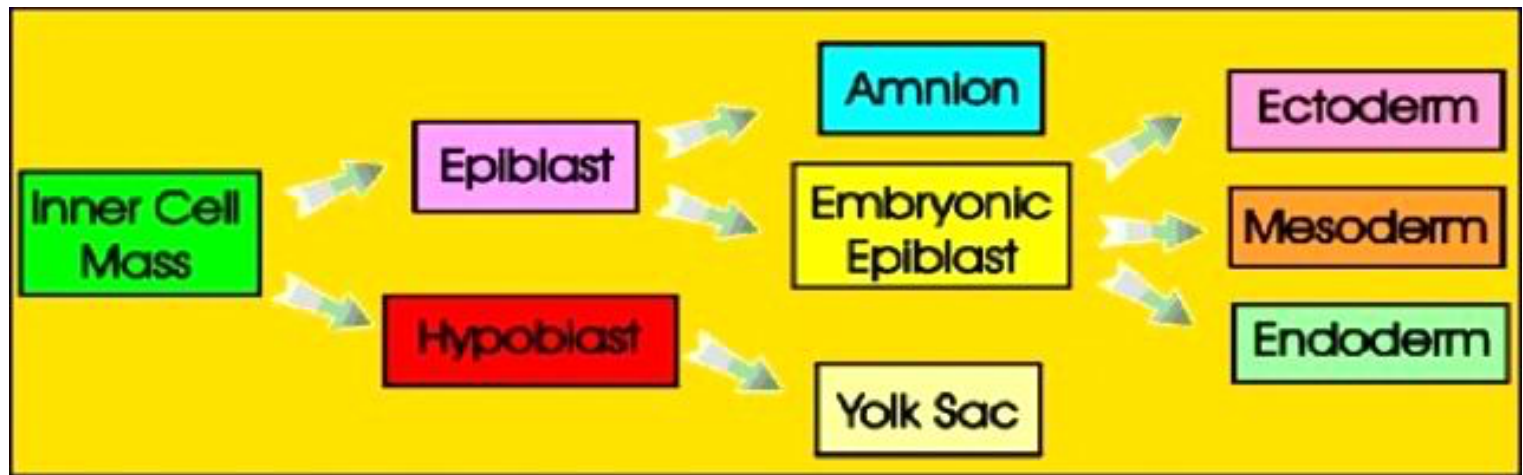 Inner Cell
Mass
Epiblast
Hypoblast
Amnion
Embryonic
Epiblast
Yolk Sac
Ectoderm
Mesoderm
Endoderm